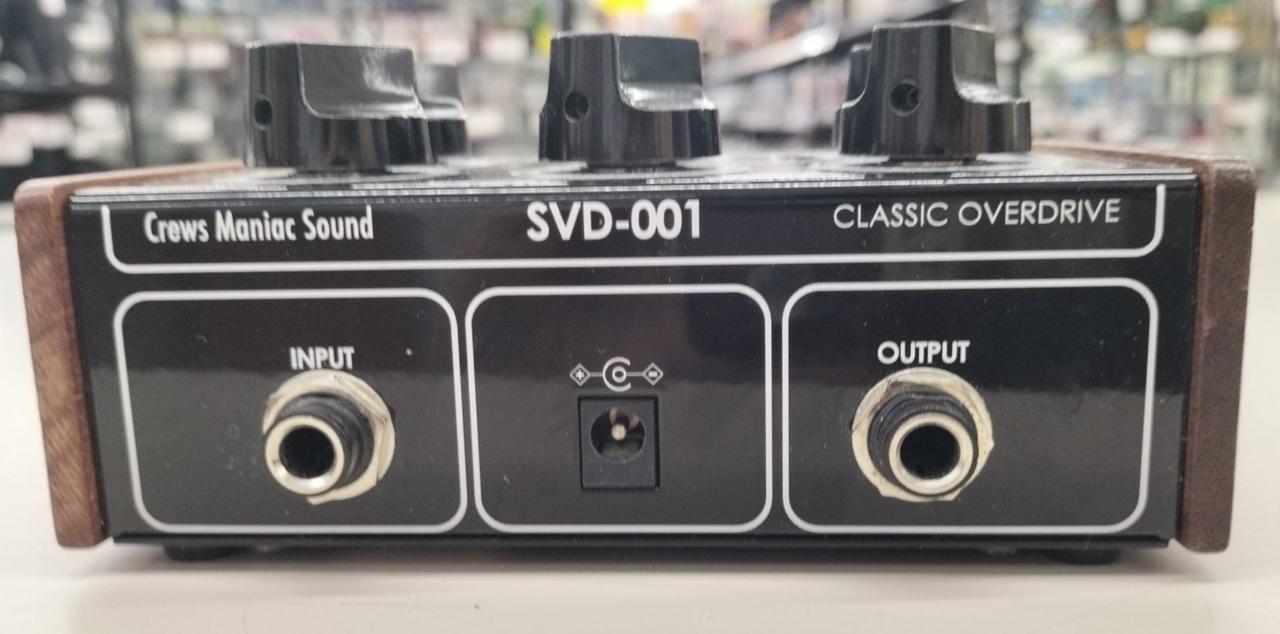 Crews Maniac Sound
SVD-001
CLASSIC OVERDRIVE
INPUT
OUTPUT